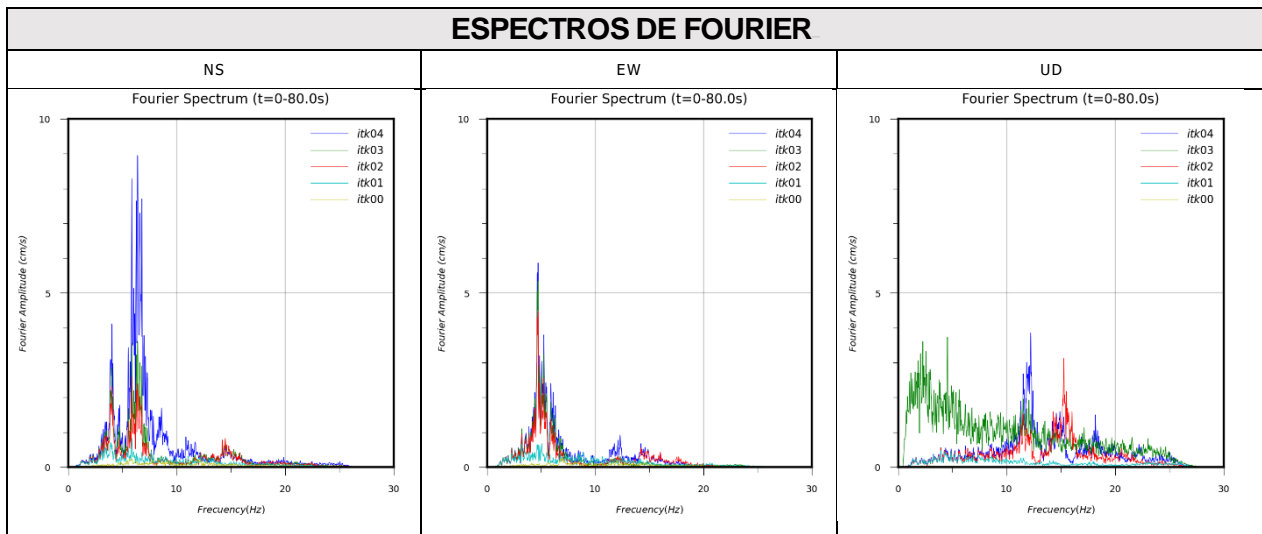 ESPECTROS DE FOURIER
NS
EW
UD
Fourier Spectrum (t=0-80.0s)
10
5
0
Fourier Amplitude (cm/s)
itk04
itk03
itk02
itk01
itk00
0 10 20 30
Frecuency(Hz)
Fourier Spectrum (t=0-80.0s)
10
5
0
Fourier Amplitude (cm/s)
itk04
itk03
itk02
itk01
itk00
0 10 20 30
Frecuency(Hz)
Fourier Spectrum (t=0-80.0s)
10
5
0
Fourier Amplitude (cm/s)
itk04
itk03
itk02
itk01
itk00
0 10 20 30
Frecuency(Hz)